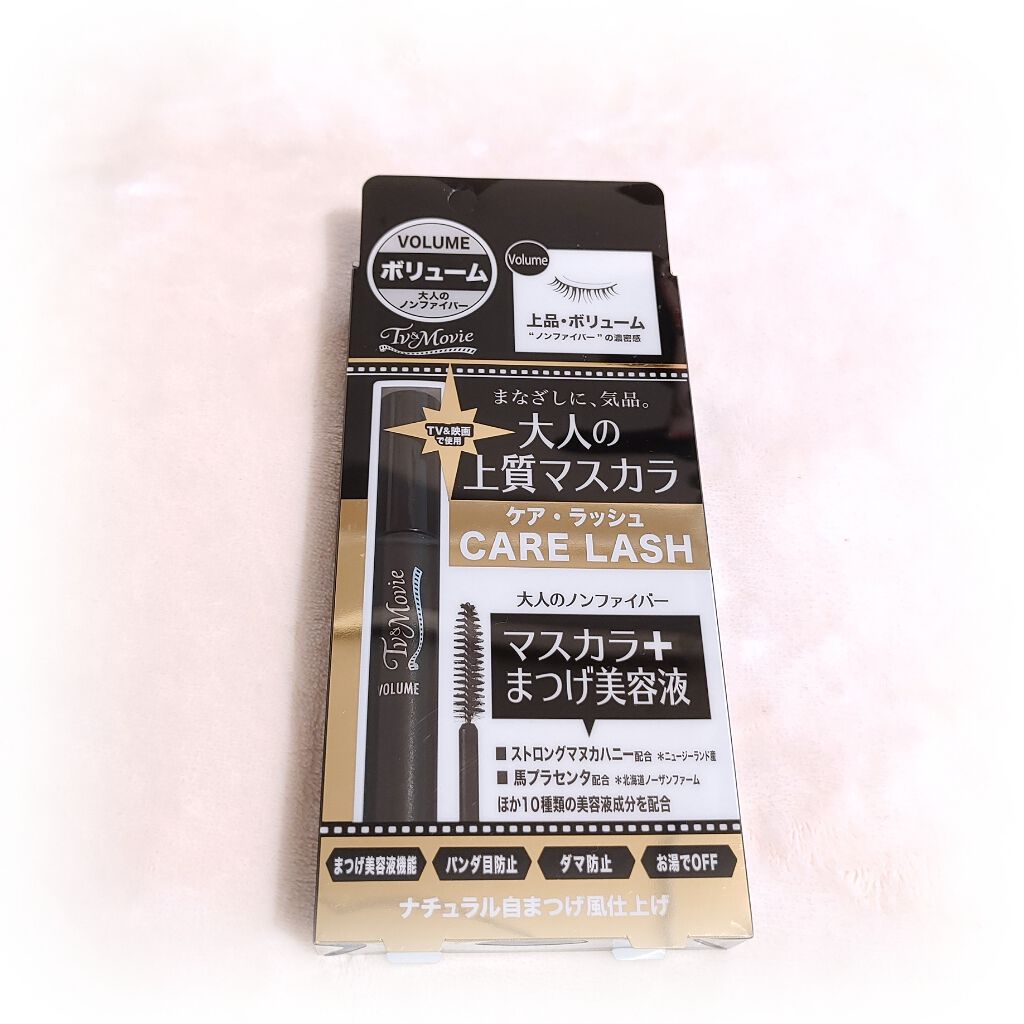 VOLUME
ボリューム
大人の
ノンファイバー
Tv&Movie
Volume
上品・ボリューム
"ノンファイバー"の濃密感
まなざしに、気品。
大人の
上質マスカラ
TV&映画
で使用
ケア・ラッシュ
CARE LASH
Tv&Movie
VOLUME
大人のノンファイバー
マスカラ+
まつげ美容液
■ストロングマヌカハニー配合 *ニュージーランド産
■馬プラセンタ配合 *北海道ノーザンファーム
ほか10種類の美容液成分を配合
まつげ美容液機能 パンダ目防止 ダマ防止 お湯でOFF
ナチュラル自まつげ風仕上げ